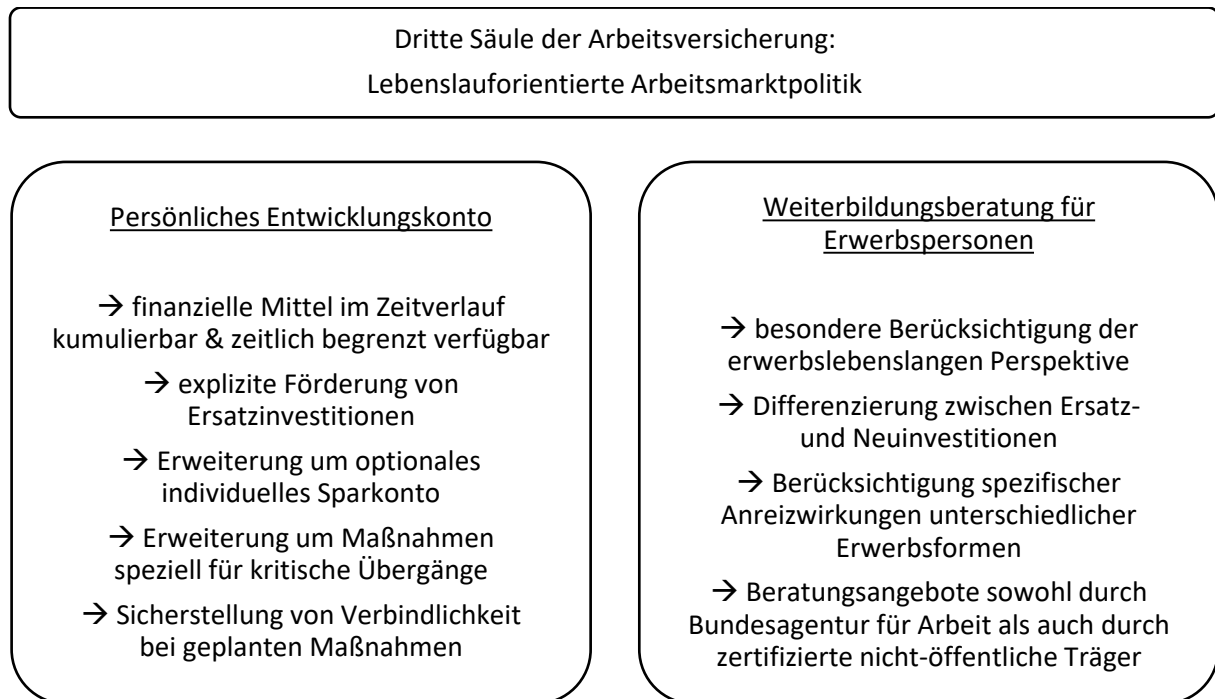 Dritte Säule der Arbeitsversicherung:
Lebenslauforientierte Arbeitsmarktpolitik
Persönliches Entwicklungskonto
→ finanzielle Mittel im Zeitverlauf
kumulierbar & zeitlich begrenzt verfügbar
→ explizite Förderung von
Ersatzinvestitionen
→ Erweiterung um optionales
individuelles Sparkonto
→ Erweiterung um Maßnahmen
speziell für kritische Übergänge
→ Sicherstellung von Verbindlichkeit
bei geplanten Maßnahmen
Weiterbildungsberatung für
Erwerbspersonen
→ besondere Berücksichtigung der
erwerbslebenslangen Perspektive
→ Differenzierung zwischen Ersatz-
und Neuinvestitionen
→ Berücksichtigung spezifischer
Anreizwirkungen unterschiedlicher
Erwerbsformen
→ Beratungsangebote sowohl durch
Bundesagentur für Arbeit als auch durch
zertifizierte nicht-öffentliche Träger